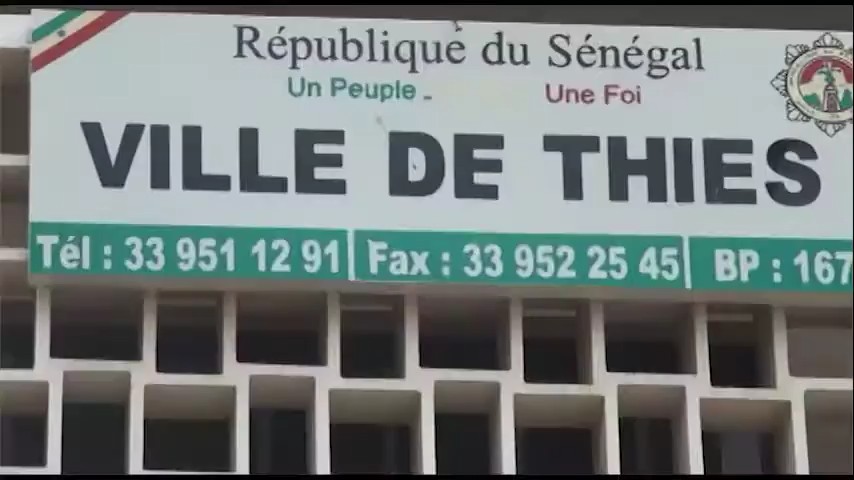 République du Sénégal
Un Peuple - Une Foi
VILLE DE THIES
Tél : 33 951 12 91 Fax : 33 952 25 45 BP : 167